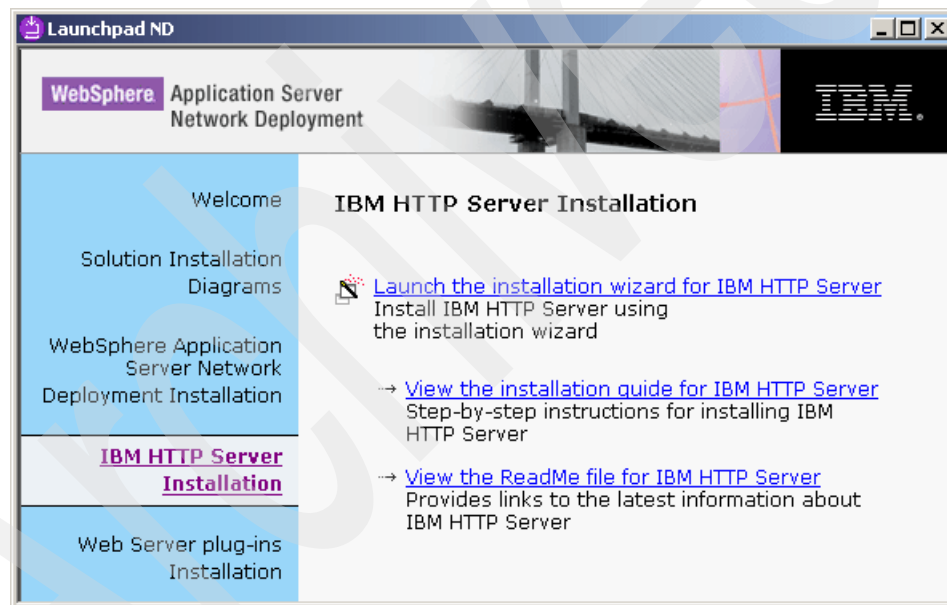 Launchpad ND
WebSphere. Application Server
Network Deployment
IBM.
Welcome
Solution Installation
Diagrams
WebSphere Application
Server Network
Deployment Installation
IBM HTTP Server
Installation
Web Server plug-ins
Installation
IBM HTTP Server Installation
Launch the installation wizard for IBM HTTP Server
Install IBM HTTP Server using
the installation wizard
View the installation guide for IBM HTTP Server
Step-by-step instructions for installing IBM
HTTP Server
View the ReadMe file for IBM HTTP Server
Provides links to the latest information about
IBM HTTP Server